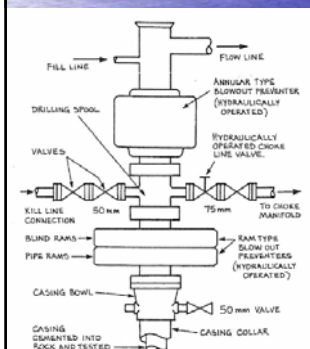 FLOW LINE
FILL LINE
ANNULAR TYPE
BLOWOUT PREVENTER
(HYDRAULICALLY
OPERATED)
DRILLING SPOOL
HYDRAULICALLY
OPERATED CHOKE
LINE VALVE.
VALVES
KILL LINE
CONNECTION
50mm
75mm
TO CHOKE
MANIFOLD
BLIND RAMS
PIPE RAMS
RAM TYPE
BLOW OUT
PREVENTERS
(HYDRAULICALLY
OPERATED)
CASING BOWL
50mm VALVE
CASING
CEMENTED INTO
ROCK AND TESTED
CASING COLLAR